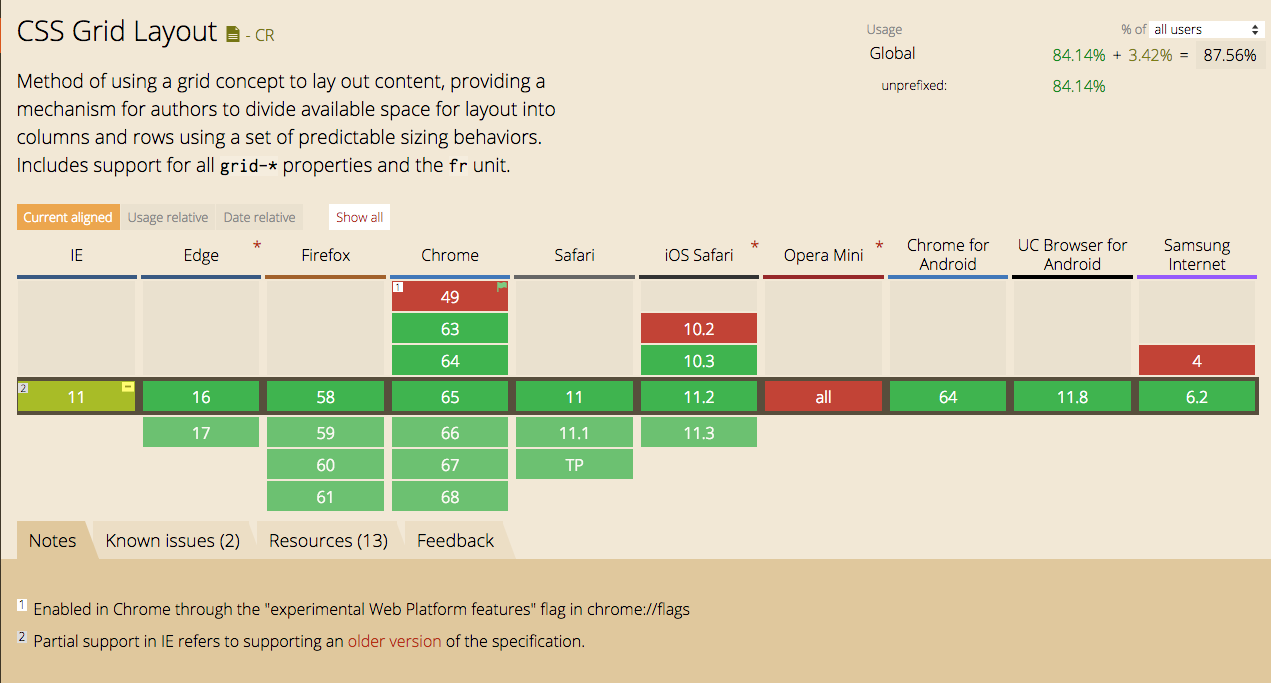 CSS Grid Layout - CR
Usage % of all users
Global 84.14% + 3.42% = 87.56%
unprefixed: 84.14%
Method of using a grid concept to lay out content, providing a
mechanism for authors to divide available space for layout into
columns and rows using a set of predictable sizing behaviors.
Includes support for all grid-* properties and the fr unit.
Current aligned Usage relative Date relative Show all
IE Edge * Firefox Chrome Safari iOS Safari * Opera Mini * Chrome for Android UC Browser for Android Samsung Internet
1 49
63 10.2
64 10.3 4
2 11 - 16 58 65 11 11.2 all 64 11.8 6.2
17 59 66 11.1 11.3
60 67 TP
61 68
Notes Known issues (2) Resources (13) Feedback
1 Enabled in Chrome through the "experimental Web Platform features" flag in chrome://flags
2 Partial support in IE refers to supporting an older version of the specification.